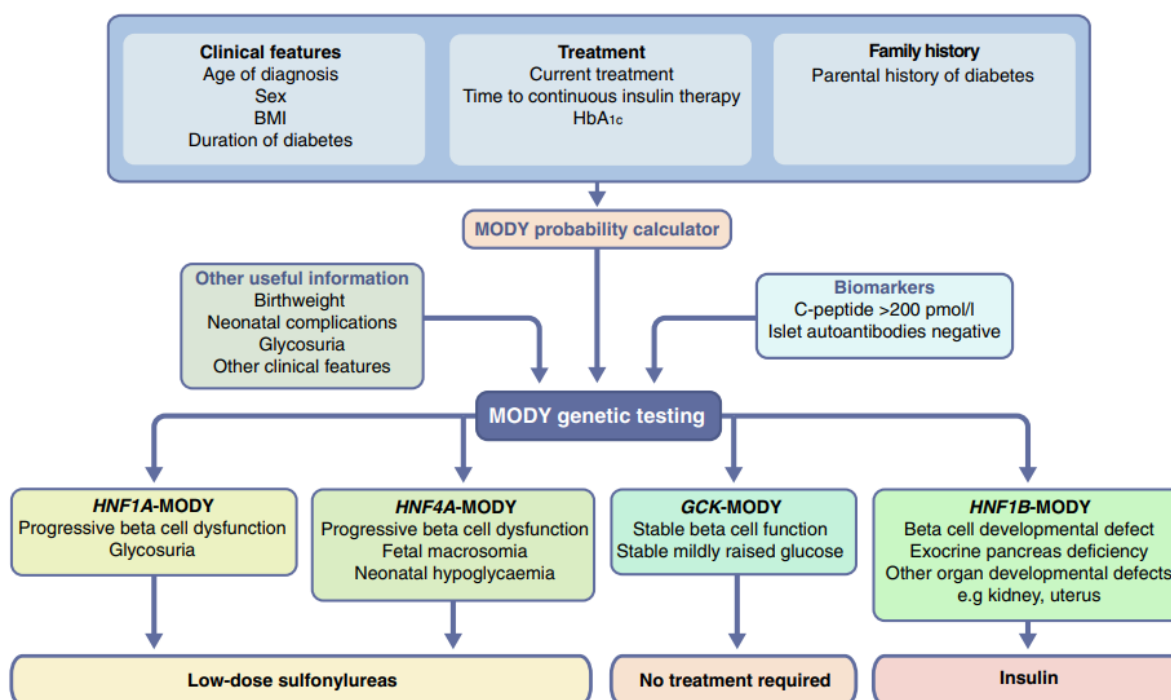 Clinical features
Age of diagnosis
Sex
BMI
Duration of diabetes
Treatment
Current treatment
Time to continuous insulin therapy
HbA1c
Family history
Parental history of diabetes
MODY probability calculator
Other useful information
Birthweight
Neonatal complications
Glycosuria
Other clinical features
Biomarkers
C-peptide >200 pmol/l
Islet autoantibodies negative
MODY genetic testing
HNF1A-MODY
Progressive beta cell dysfunction
Glycosuria
HNF4A-MODY
Progressive beta cell dysfunction
Fetal macrosomia
Neonatal hypoglycaemia
GCK-MODY
Stable beta cell function
Stable mildly raised glucose
HNF1B-MODY
Beta cell developmental defect
Exocrine pancreas deficiency
Other organ developmental defects
e.g kidney, uterus
Low-dose sulfonylureas
No treatment required
Insulin